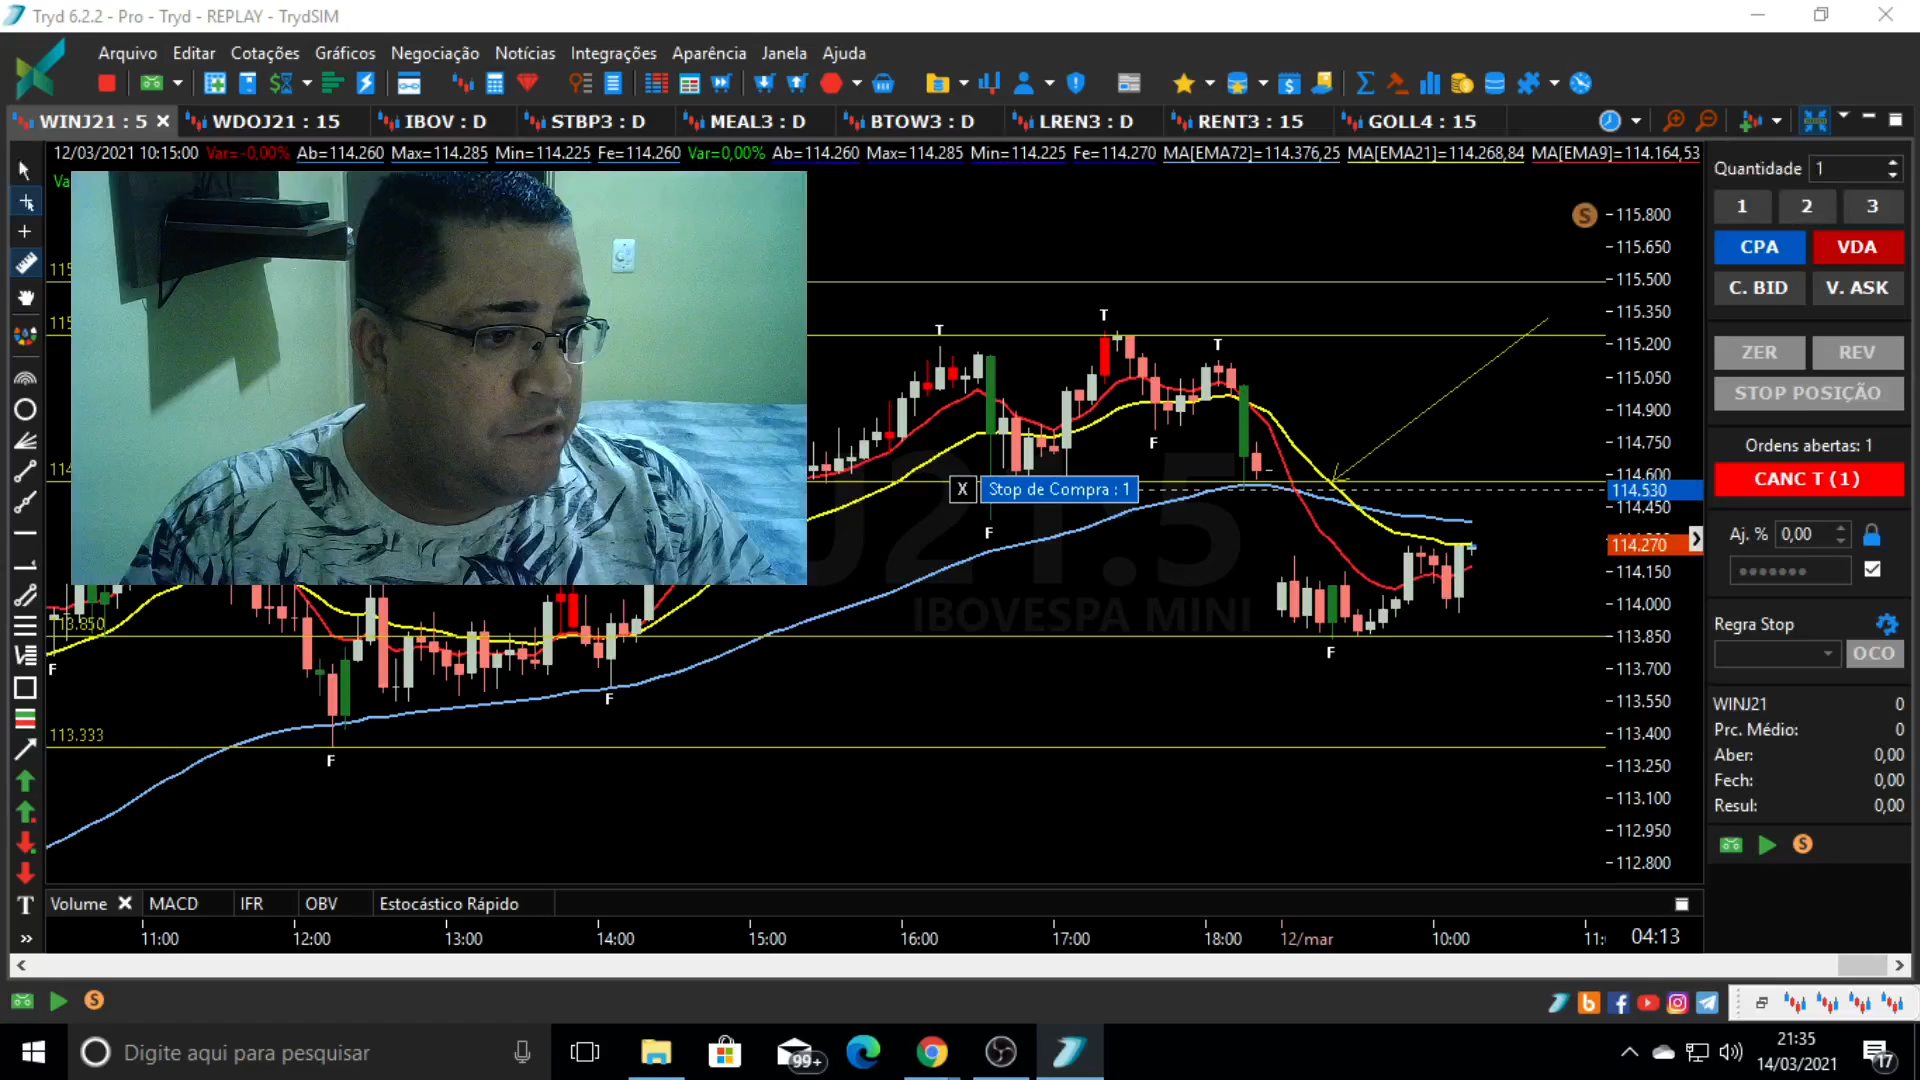 Tryd 6.2.2 - Pro - Tryd - REPLAY - TrydSIM
Arquivo Editar Cotações Gráficos Negociação Notícias Integrações Aparência Janela Ajuda
WINJ21 : 5 WDOJ21 : 15 IBOV : D STBP3 : D MEAL3 : D BTOW3 : D LREN3 : D RENT3 : 15 GOLL4 : 15
12/03/2021 10:15:00 Var=-0,00% Ab=114.260 Max=114.285 Min=114.225 Fe=114.260 Var=0,00% Ab=114.260 Max=114.285 Min=114.225 Fe=114.270 MA[EMA72]=114.376,25 MA[EMA21]=114.268,84 MA[EMA9]=114.164,53
Va
115.800
115.650
115.500
115.350
115.200
115.050
114.900
114.750
114.600
114.530
114.450
114.270
114.150
114.000
113.850
113.700
113.550
113.400
113.250
113.100
112.950
112.800
T
T
T
F
X Stop de Compra : 1
F
IBOVESPA MINI
13.850
F
F
F
113.333
F
Volume MACD IFR OBV Estocástico Rápido
11:00 12:00 13:00 14:00 15:00 16:00 17:00 18:00 12/mar 10:00 11: 04:13
Quantidade 1
1 2 3
CPA VDA
C. BID V. ASK
ZER REV
STOP POSIÇÃO
Ordens abertas: 1
CANC T (1)
Aj. % 0,00
Regra Stop
OCO
WINJ21 0
Prc. Médio: 0
Aber: 0,00
Fech: 0,00
Resul: 0,00
Digite aqui para pesquisar
99+
21:35
14/03/2021
17